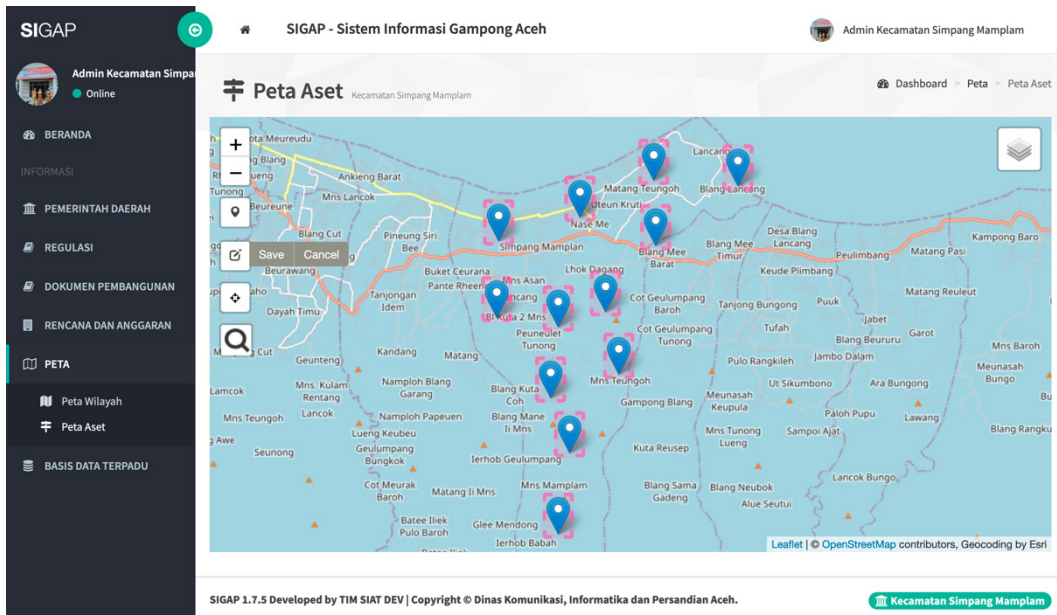 SIGAP
SIGAP - Sistem Informasi Gampong Aceh
Admin Kecamatan Simpang Mamplam
Admin Kecamatan Simpa
Online
BERANDA
INFORMASI
PEMERINTAH DAERAH
REGULASI
DOKUMEN PEMBANGUNAN
RENCANA DAN ANGGARAN
PETA
Peta Wilayah
Peta Aset
BASIS DATA TERPADU
Peta Aset Kecamatan Simpang Mamplam
Dashboard > Peta > Peta Aset
+
−
Save Cancel
ota Meureudu
Lancang
Ankieng Barat
Matang Teungoh
Blang Lancang
Mns Lancok
Uteun Kruti
Beureune
Nase Me
Blang Cut
Pineung Siri Bee
Simpang Mamplan
Blang Mee Barat
Blang Mee Timur
Desa Blang Lancang
Peulimbang
Matang Pasi
Kampong Baro
Beurawang
Buket Ceurana
Lhok Dagang
Keude Plimbang
Pante Rheeng
Mns Asan
Tanjongan Idem
Dayah Timu
Cot Geulumpang Baroh
Tanjong Bungong
Puuk
Matang Reuleut
Peuneulet Tunong
Cot Geulumpang Tunong
Tufah
Jabet
Garot
Blang Beururu
Mns Baroh
Geunteng
Kandang
Matang
Pulo Rangkileh
Jambo Dalam
Meunasah Bungo
Lamcok
Mns. Kulam Rentang
Namploh Blang Garang
Blang Kuta Coh
Mns Teungoh
Gampong Blang
Meunasah Keupula
Ut Sikumbono
Ara Bungong
Mns Teungoh
Lancok
Namploh Papeuen
Blang Mane Ii Mns
Paloh Pupu
Lawang
Lueng Keubeu
Mns Tunong Lueng
Sampoi Ajat
Blang Rangku
g Awe
Seunong
Geulumpang Bungkok
Ierhob Geulumpang
Kuta Reusep
Cot Meurak Baroh
Matang Ii Mns
Mns Mamplam
Blang Sama Gadeng
Blang Neubok
Lancok Bungo
Alue Seutui
Batee Iliek
Pulo Baroh
Glee Mendong
Ierhob Babah
Leaflet | © OpenStreetMap contributors, Geocoding by Esri
SIGAP 1.7.5 Developed by TIM SIAT DEV | Copyright © Dinas Komunikasi, Informatika dan Persandian Aceh.
Kecamatan Simpang Mamplam